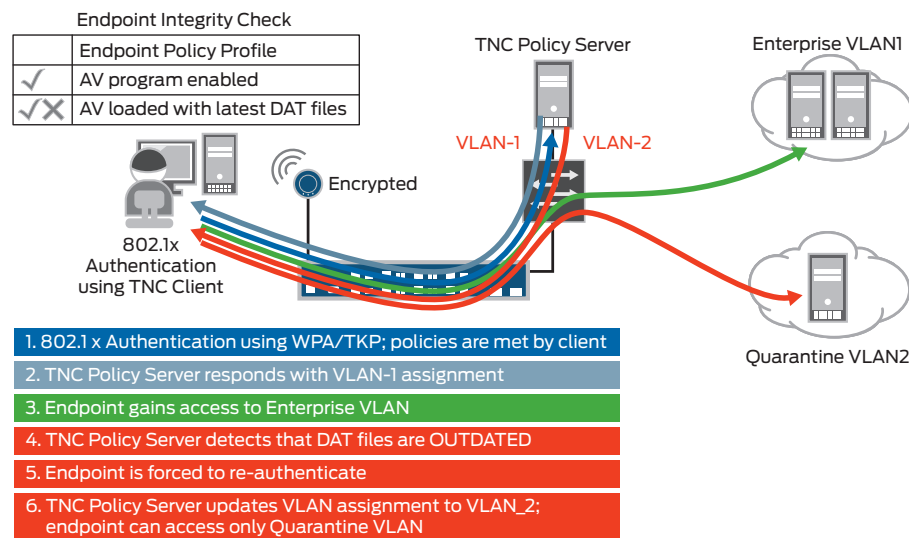 Endpoint Integrity Check
Endpoint Policy Profile
AV program enabled
AV loaded with latest DAT files
TNC Policy Server
Enterprise VLAN1
VLAN-1
VLAN-2
Encrypted
802.1x
Authentication
using TNC Client
Quarantine VLAN2
1. 802.1 x Authentication using WPA/TKP; policies are met by client
2. TNC Policy Server responds with VLAN-1 assignment
3. Endpoint gains access to Enterprise VLAN
4. TNC Policy Server detects that DAT files are OUTDATED
5. Endpoint is forced to re-authenticate
6. TNC Policy Server updates VLAN assignment to VLAN_2;
endpoint can access only Quarantine VLAN